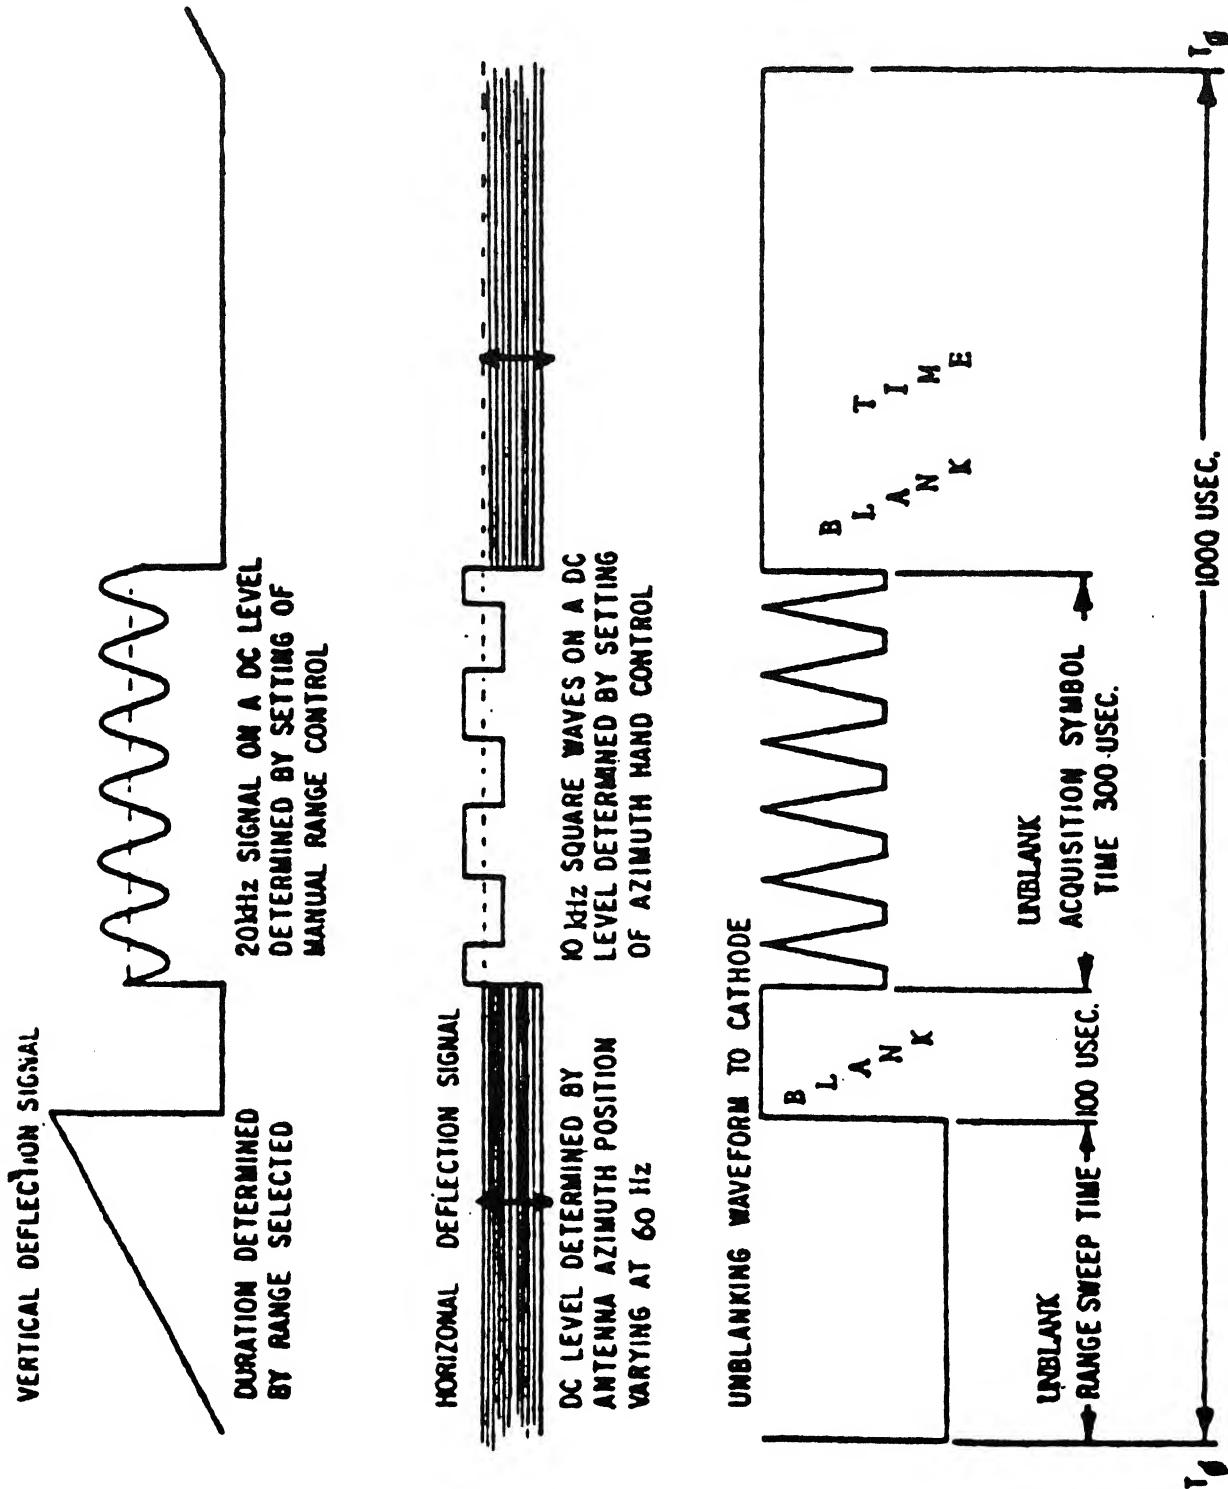 VERTICAL DEFLECTION SIGNAL
DURATION DETERMINED
BY RANGE SELECTED
20kHz SIGNAL ON A DC LEVEL
DETERMINED BY SETTING OF
MANUAL RANGE CONTROL
HORIZONAL DEFLECTION SIGNAL
DC LEVEL DETERMINED BY
ANTENNA AZIMUTH POSITION
VARYING AT 60 Hz
10 kHz SQUARE WAVES ON A DC
LEVEL DETERMINED BY SETTING
OF AZIMUTH HAND CONTROL
UNBLANKING WAVEFORM TO CATHODE
BLANK
BLANK TIME
UNBLANK
RANGE SWEEP TIME
100 USEC.
UNBLANK
ACQUISITION SYMBOL
TIME 300 USEC.
1000 USEC.
TØ
TØ